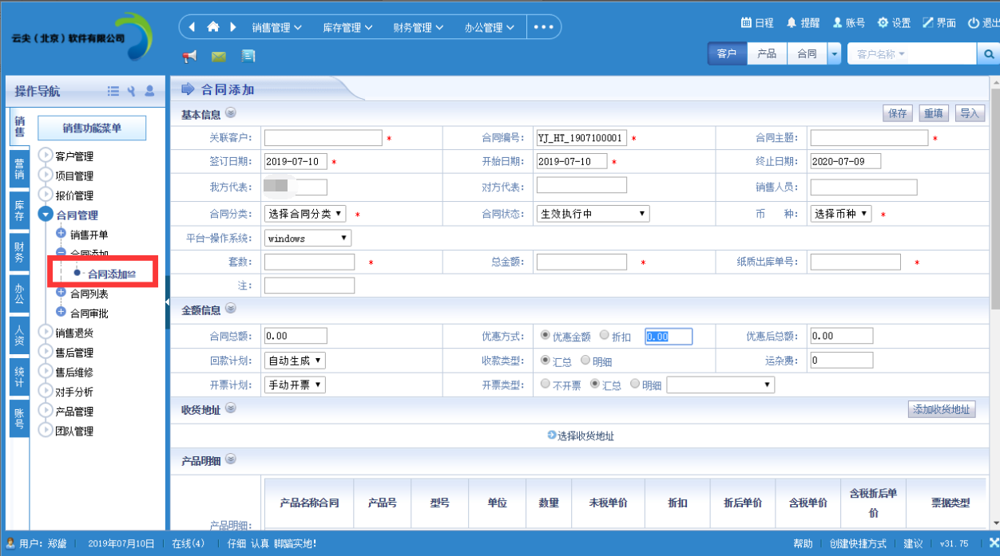 云尖（北京）软件有限公司
销售管理 库存管理 财务管理 办公管理
日程 提醒 账号 设置 界面 退出
客户 产品 合同 客户名称
操作导航
合同添加
销售
营销
库存
财务
办公
人资
统计
账号
销售功能菜单
客户管理
项目管理
报价管理
合同管理
销售开单
合同添加
合同添加
合同列表
合同审批
销售退货
售后管理
售后维修
对手分析
产品管理
团队管理
基本信息 保存 重填 导入
关联客户: * 合同编号: YJ_HT_1907100001 * 合同主题: *
签订日期: 2019-07-10 * 开始日期: 2019-07-10 * 终止日期: 2020-07-09
我方代表: 对方代表: 销售人员:
合同分类: 选择合同分类 * 合同状态: 生效执行中 币 种: 选择币种 *
平台-操作系统: windows
套数: * 总金额: * 纸质出库单号: *
注:
金额信息
合同总额: 0.00 优惠方式: 优惠金额 折扣 0.00 优惠后总额: 0.00
回款计划: 自动生成 收款类型: 汇总 明细 运杂费: 0
开票计划: 手动开票 开票类型: 不开票 汇总 明细
收货地址 添加收货地址
选择收货地址
产品明细
产品明细: 产品名称合同 产品号 型号 单位 数量 未税单价 折扣 折后单价 含税单价 含税折后单价 票据类型
用户: 郑黛 2019年07月10日 在线(4) 仔细 认真 脚踏实地! 帮助 创建快捷方式 建议 v31.75